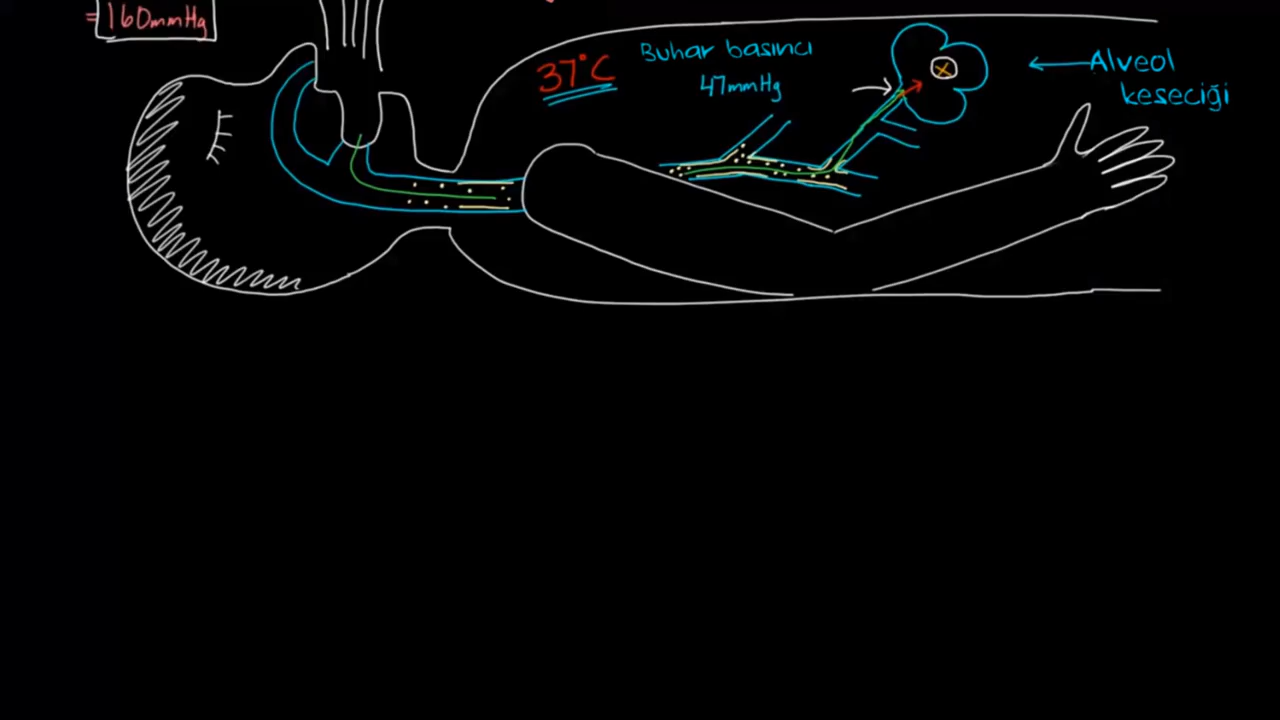 =160mmHg
37°C
Buhar basıncı
47mmHg
Alveol
keseciği